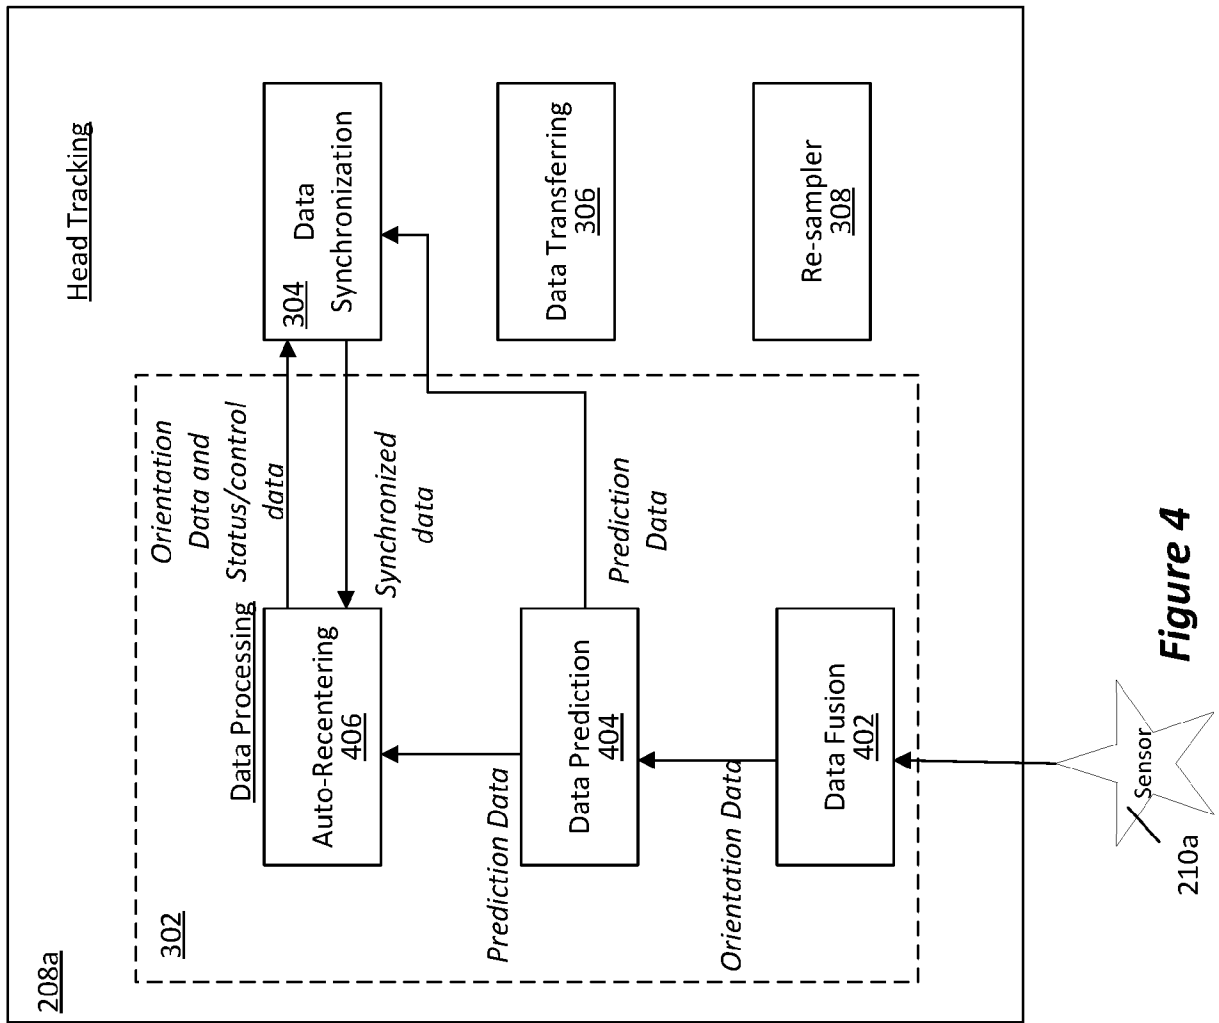 208a
Head Tracking
302
Data Processing
Orientation
Data and
Status/control
data
304
Data
Synchronization
Auto-Recentering
406
Synchronized
data
Prediction Data
Data Prediction
404
Prediction
Data
Data Transferring
306
Orientation Data
Data Fusion
402
Re-sampler
308
Sensor
210a
Figure 4